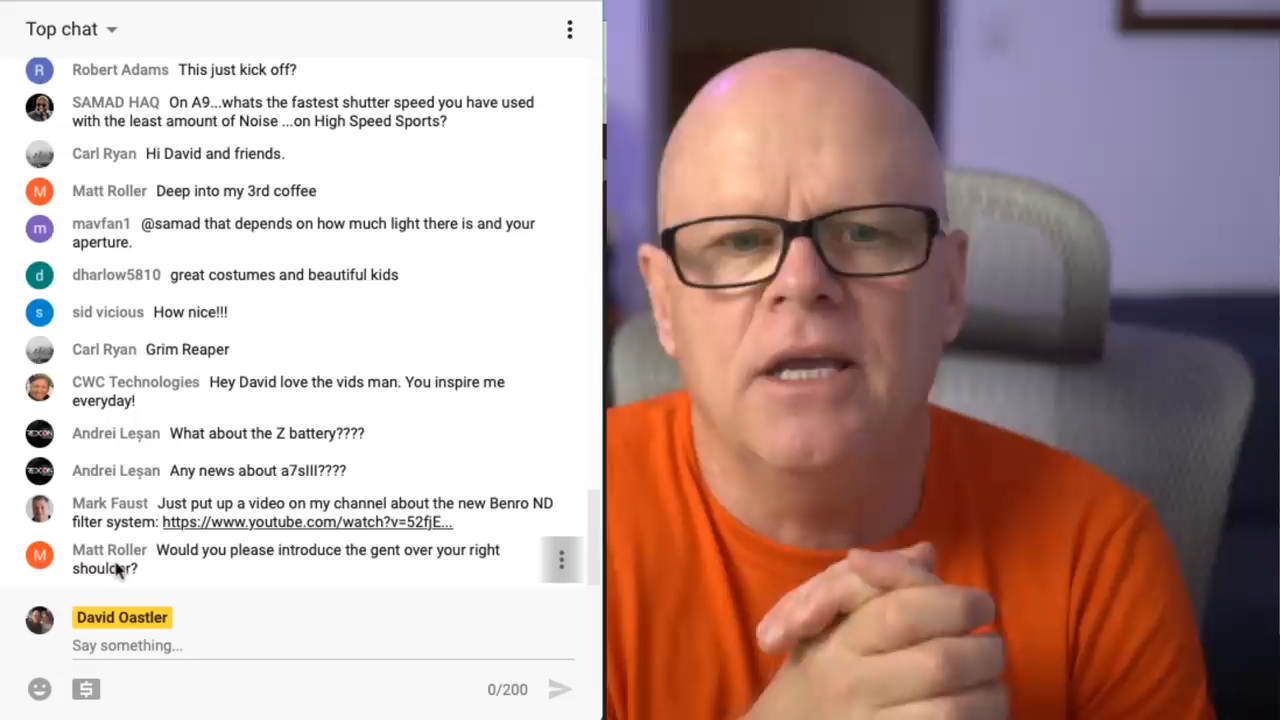 Top chat
R Robert Adams This just kick off?
SAMAD HAQ On A9...whats the fastest shutter speed you have used
with the least amount of Noise ...on High Speed Sports?
Carl Ryan Hi David and friends.
M Matt Roller Deep into my 3rd coffee
m mavfan1 @samad that depends on how much light there is and your
aperture.
d dharlow5810 great costumes and beautiful kids
s sid vicious How nice!!!
Carl Ryan Grim Reaper
CWC Technologies Hey David love the vids man. You inspire me
everyday!
Andrei Leșan What about the Z battery????
Andrei Leșan Any news about a7sIII????
Mark Faust Just put up a video on my channel about the new Benro ND
filter system: https://www.youtube.com/watch?v=52fjE...
M Matt Roller Would you please introduce the gent over your right
shoulder?
David Oastler
Say something...
$ 0/200